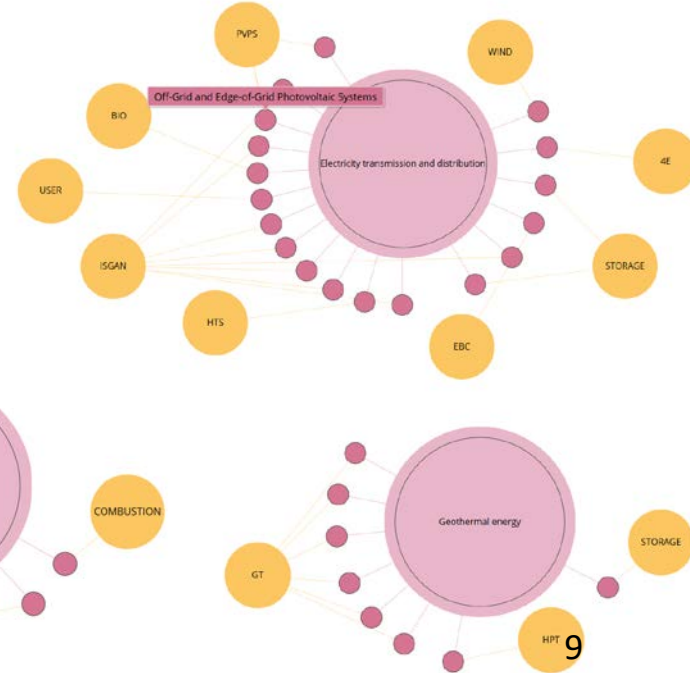 PVPS
WIND
Off-Grid and Edge-of-Grid Photovoltaic Systems
BIO
Electricity transmission and distribution
4E
USER
ISGAN
STORAGE
HTS
EBC
COMBUSTION
Geothermal energy
STORAGE
GT
HPT
9